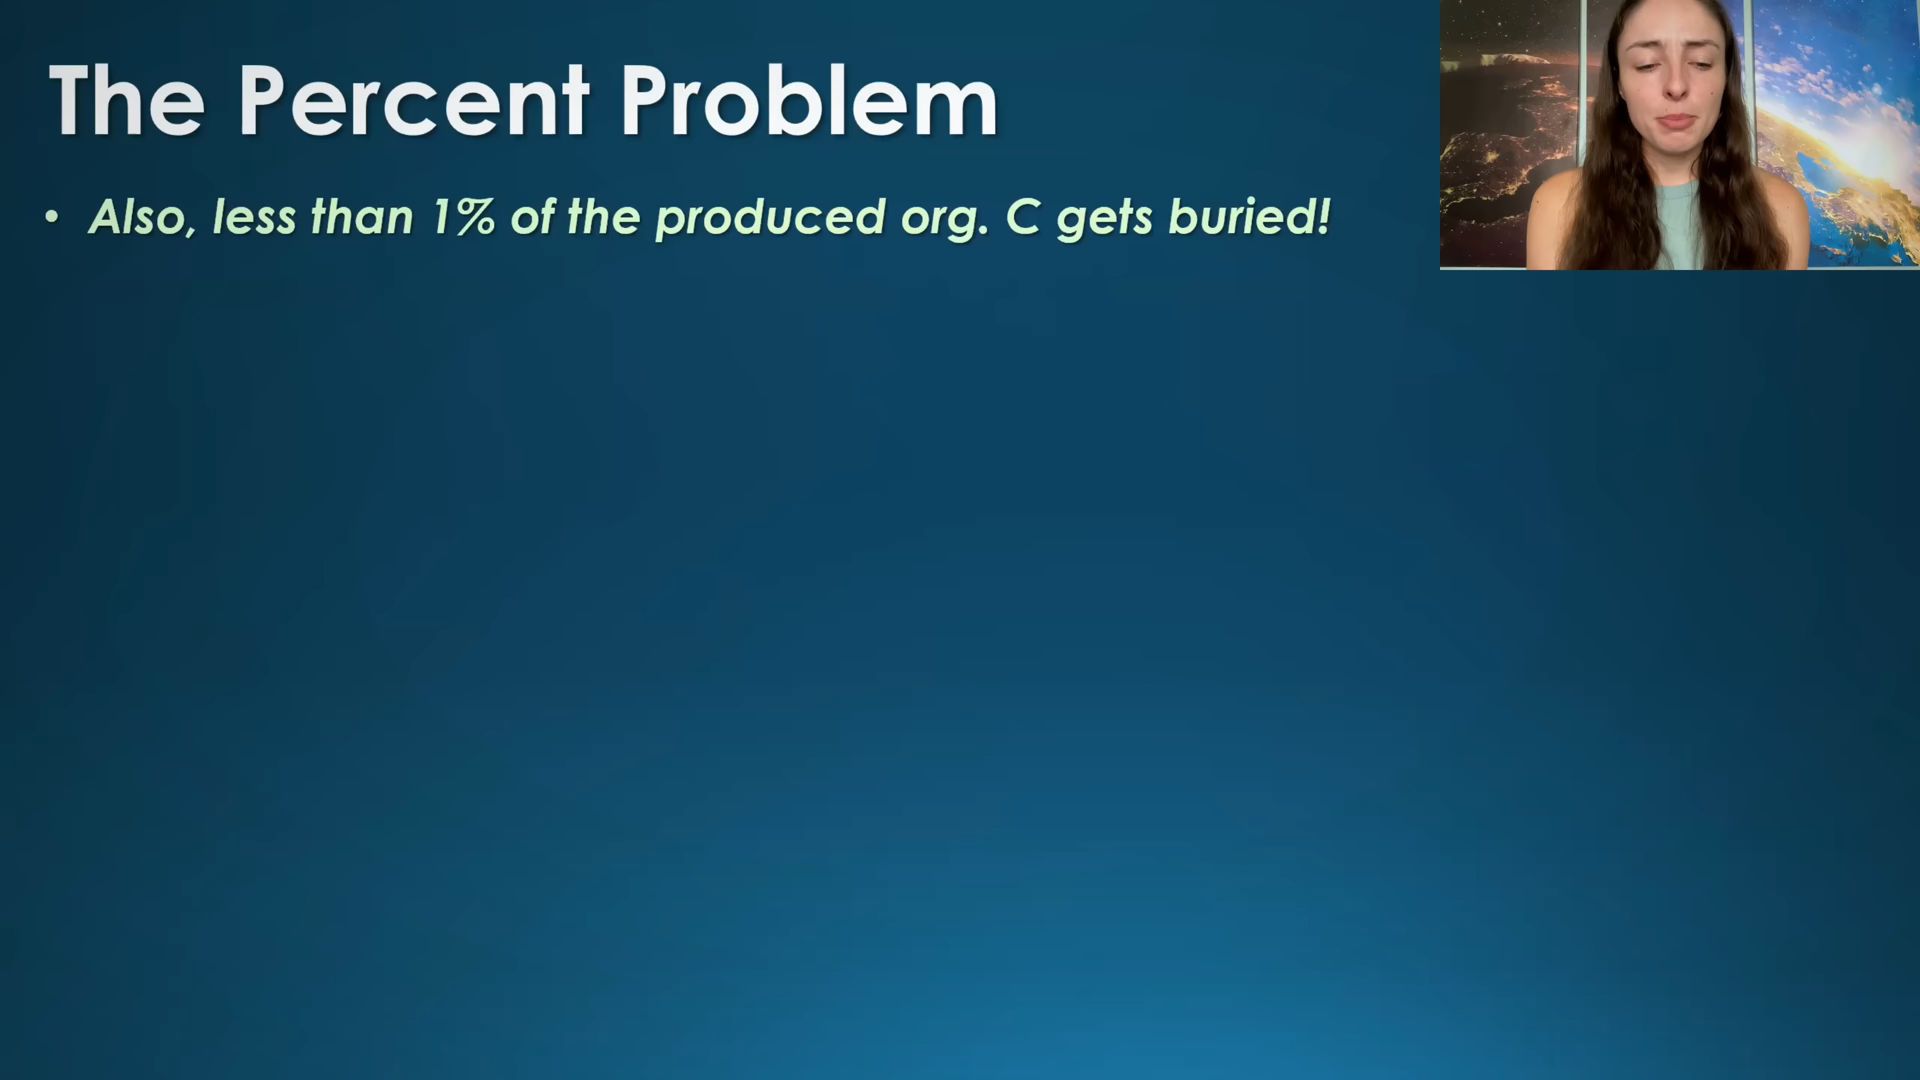 The Percent Problem
• Also, less than 1% of the produced org. C gets buried!